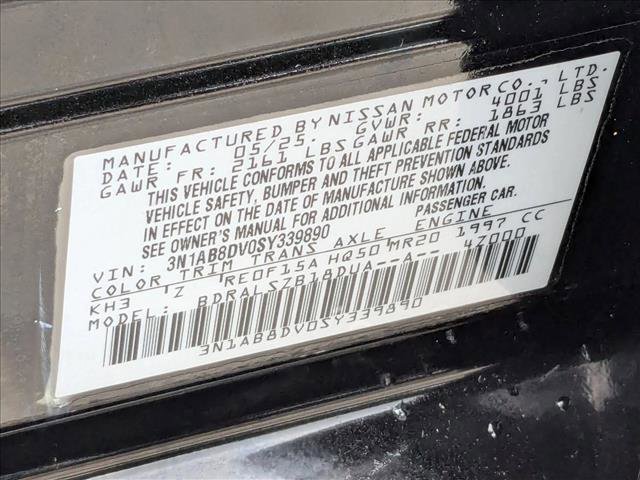 MANUFACTURED BY NISSAN MOTOR CO., LTD.
DATE: 05/25. GVWR: 4001 LBS
GAWR FR: 2161 LBS GAWR RR: 1863 LBS
THIS VEHICLE CONFORMS TO ALL APPLICABLE FEDERAL MOTOR
VEHICLE SAFETY, BUMPER AND THEFT PREVENTION STANDARDS
IN EFFECT ON THE DATE OF MANUFACTURE SHOWN ABOVE.
SEE OWNER'S MANUAL FOR ADDITIONAL INFORMATION.
VIN: 3N1AB8DV0SY339890 PASSENGER CAR.
COLOR TRIM TRANS AXLE ENGINE
KH3 Z RE0F15A HQ50 MR20 1997 CC
MODEL: BDRALSZB18DUA--A-- 4Z000
3N1AB8DV0SY339890